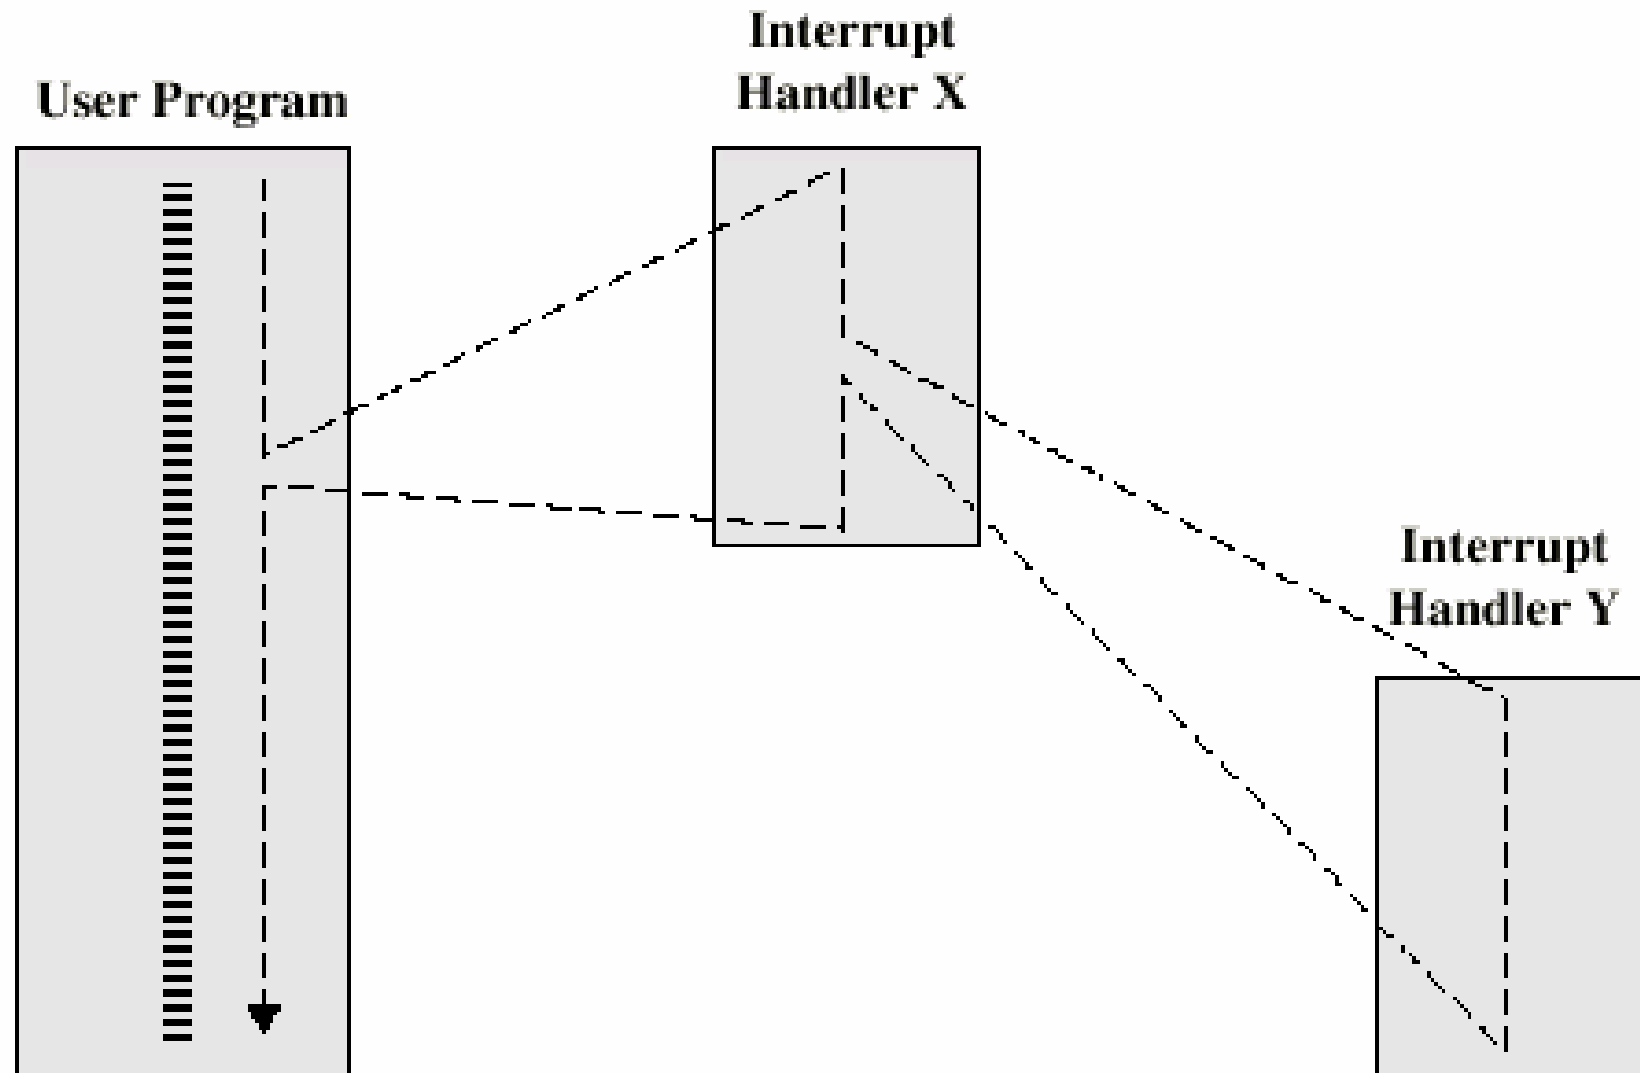 User Program
Interrupt
Handler X
Interrupt
Handler Y